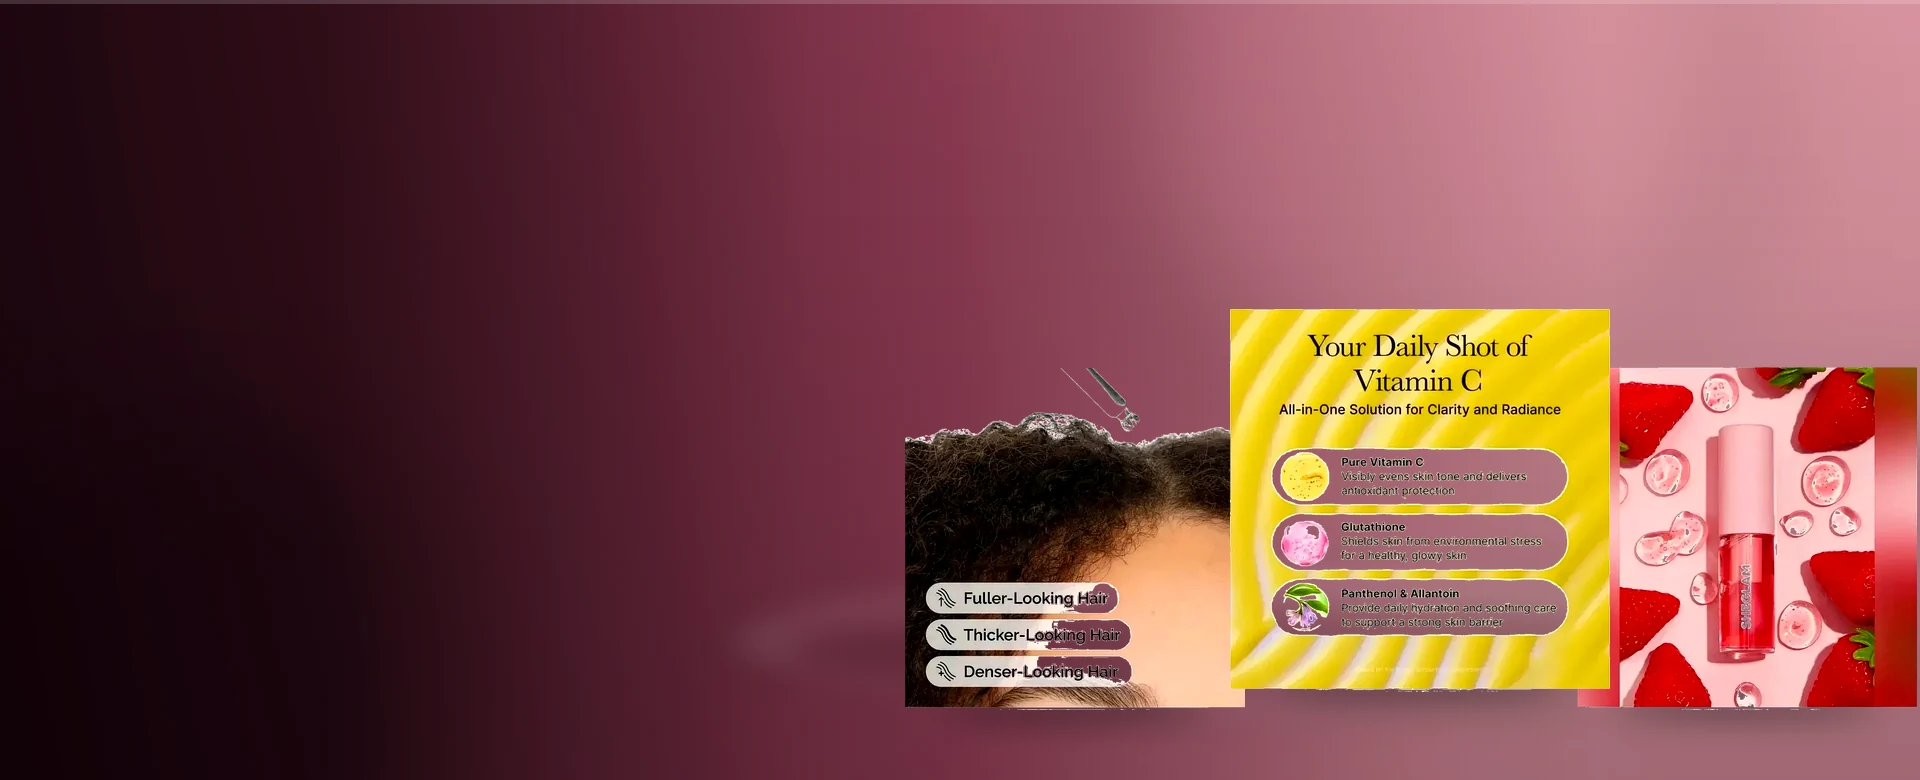 Fuller-Looking Hair
Thicker-Looking Hair
Denser-Looking Hair
Your Daily Shot of
Vitamin C
All-in-One Solution for Clarity and Radiance
Pure Vitamin C
Visibly evens skin tone and delivers
antioxidant protection
Glutathione
Shields skin from environmental stress
for a healthy, glowy skin
Panthenol & Allantoin
Provide daily hydration and soothing care
to support a strong skin barrier
SHEGLAM